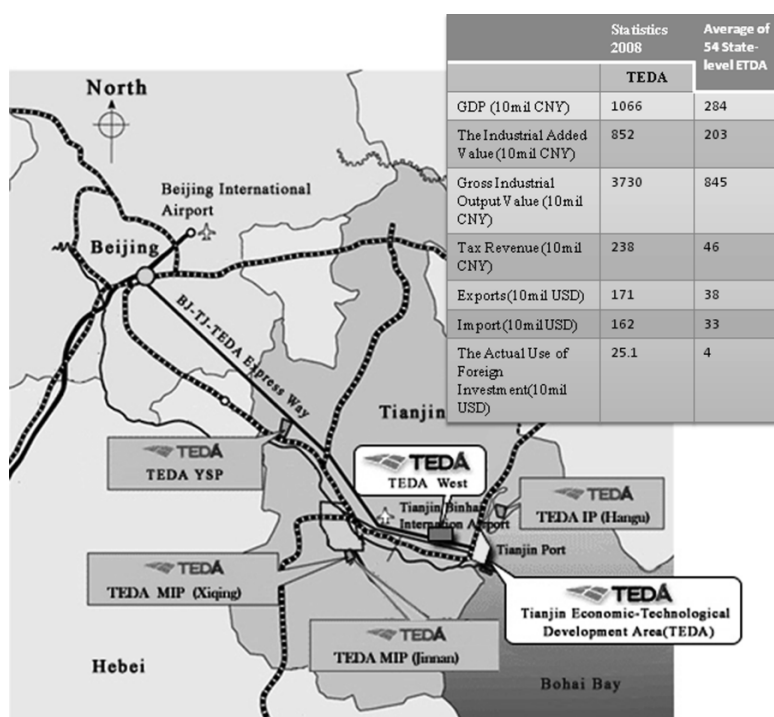 Statistics
2008
Average of
54 State-
level ETDA
TEDA
GDP (10mil CNY)
1066
284
The Industrial Added
Value(10mil CNY)
852
203
Gross Industrial
Output Value (10mil
CNY)
3730
845
Tax Revenue(10mil
CNY)
238
46
Exports(10mil USD)
171
38
Import(10milUSD)
162
33
The Actual Use of
Foreign
Investment(10mil
USD)
25.1
4
North
Beijing International
Airport
Beijing
BJ-TJ-TEDA Express Way
Tianjin
TEDA
TEDA YSP
TEDA
TEDA West
Tianjin Binhai
Internation Airport
TEDA
TEDA IP (Hangu)
Tianjin Port
TEDA
TEDA MIP (Xiqing)
TEDA
Tianjin Economic-Technological
Development Area(TEDA)
TEDA
TEDA MIP (Jinnan)
Hebei
Bohai Bay